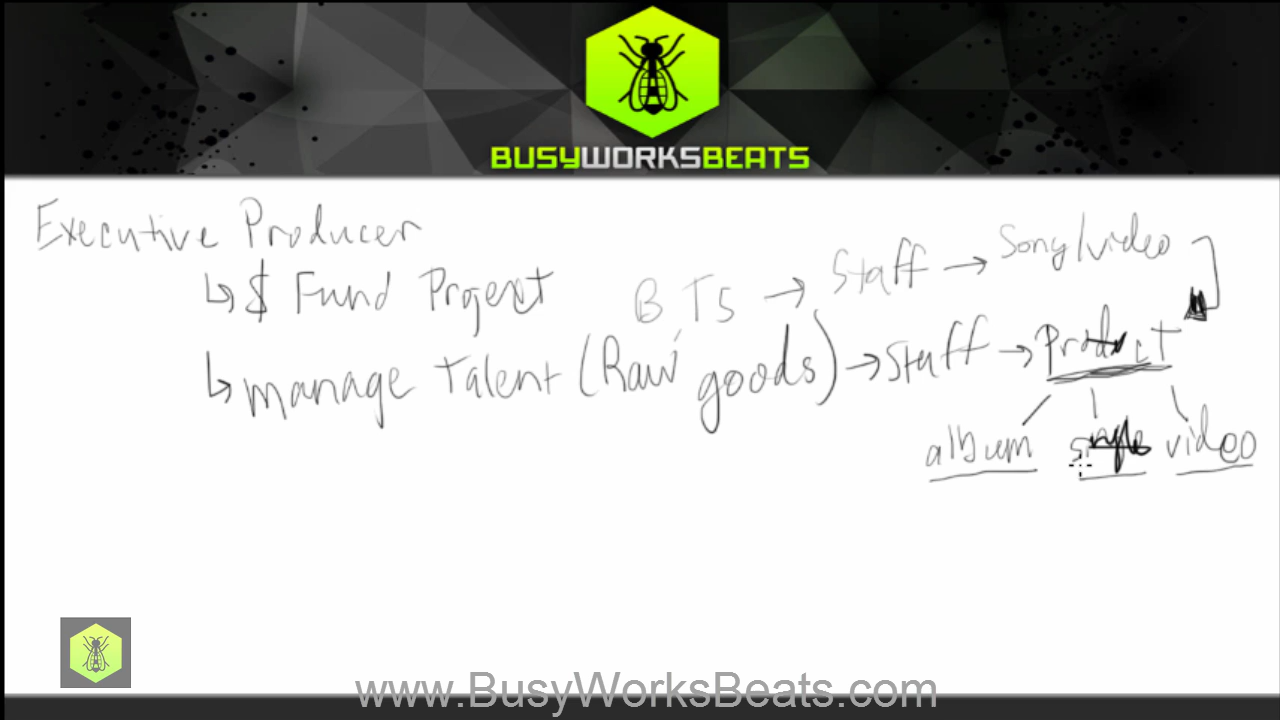 BUSYWORKSBEATS
Executive Producer
↳ $ Fund Project
BTS → Staff → Song/video
↳ manage talent (Raw goods) → Staff → Product
album single video
www.BusyWorksBeats.com